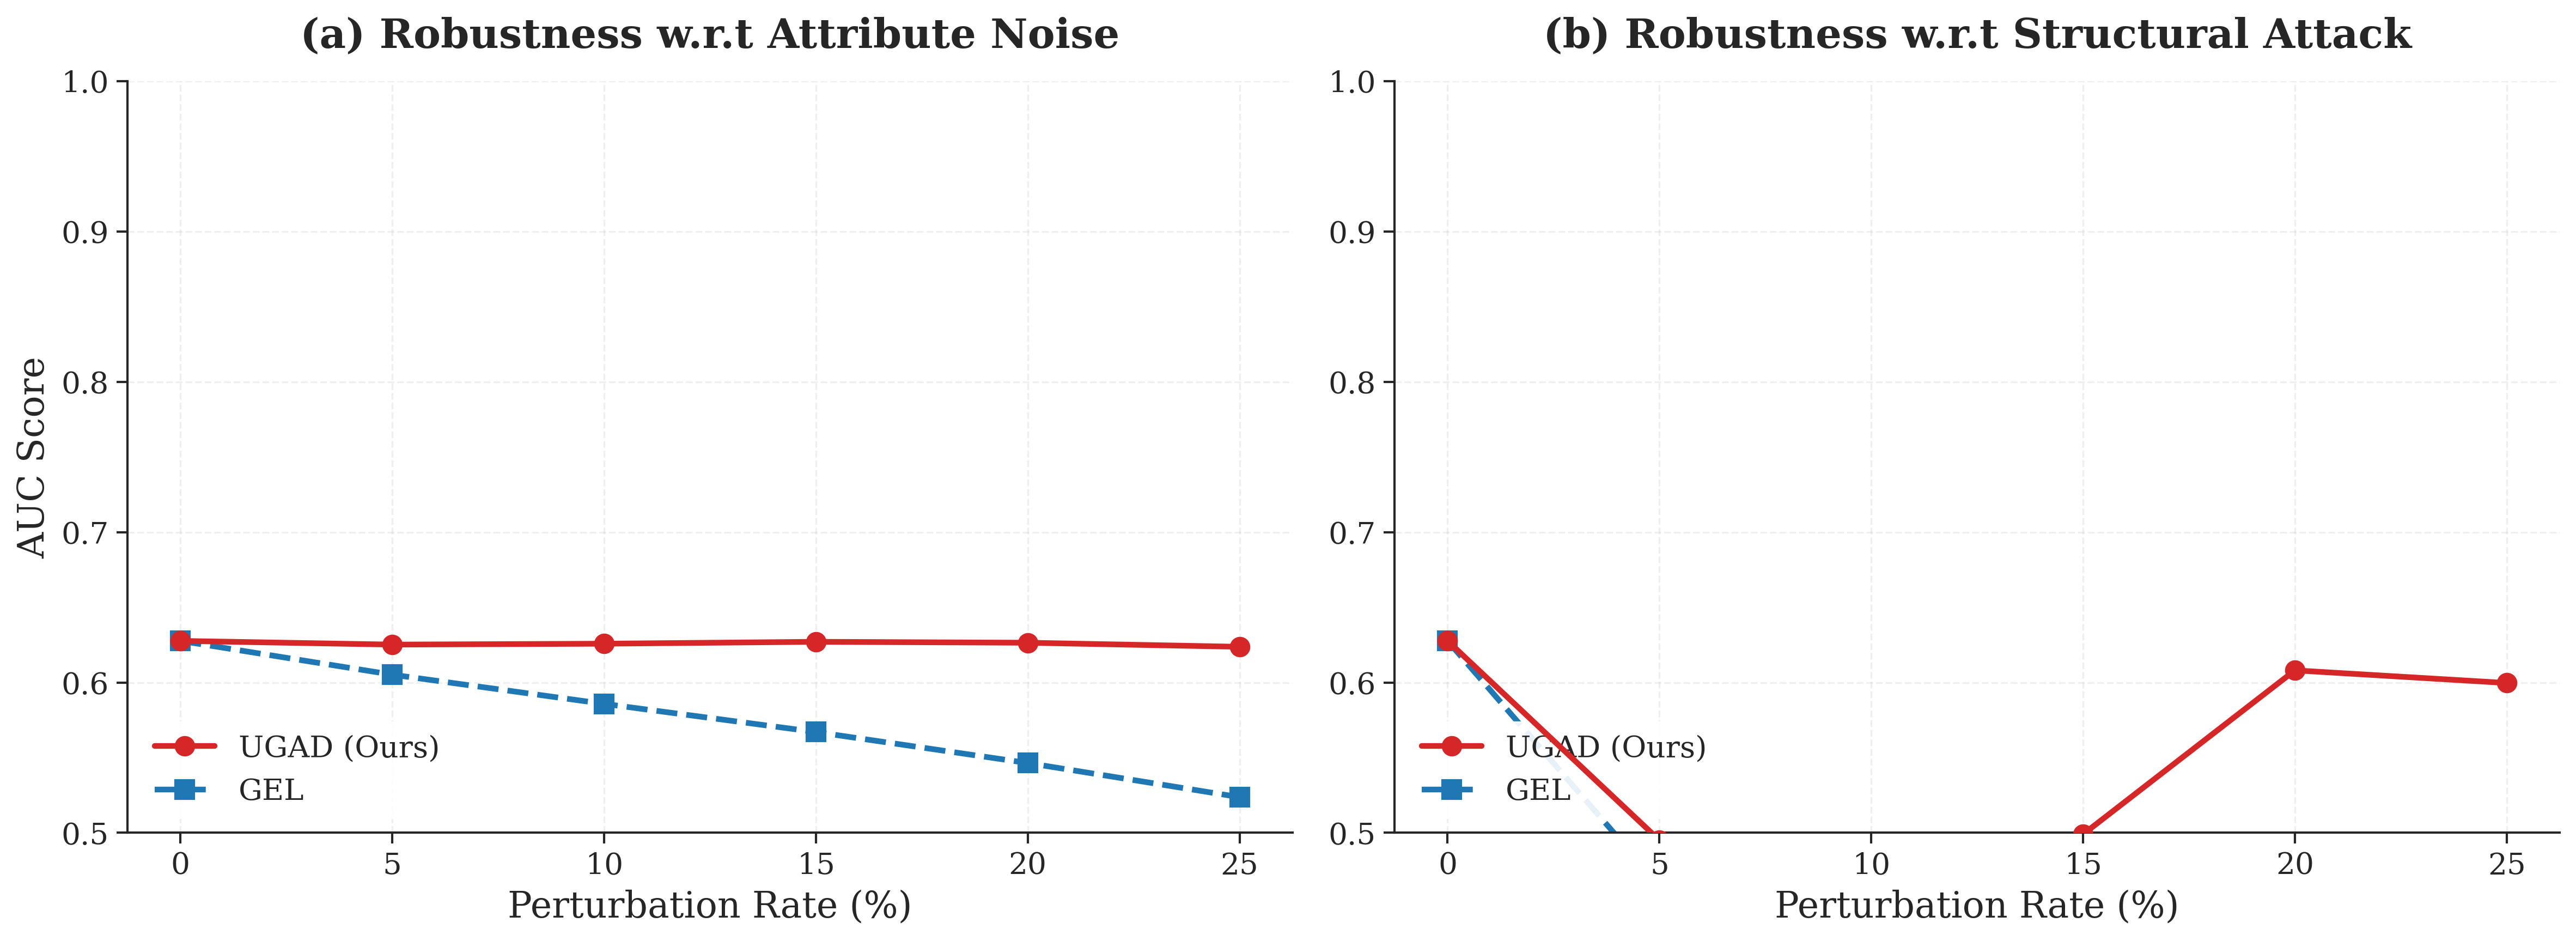 (a) Robustness w.r.t Attribute Noise
AUC Score
1.0
0.9
0.8
0.7
0.6
0.5
UGAD (Ours)
GEL
0 5 10 15 20 25
Perturbation Rate (%)
(b) Robustness w.r.t Structural Attack
1.0
0.9
0.8
0.7
0.6
0.5
UGAD (Ours)
GEL
0 5 10 15 20 25
Perturbation Rate (%)